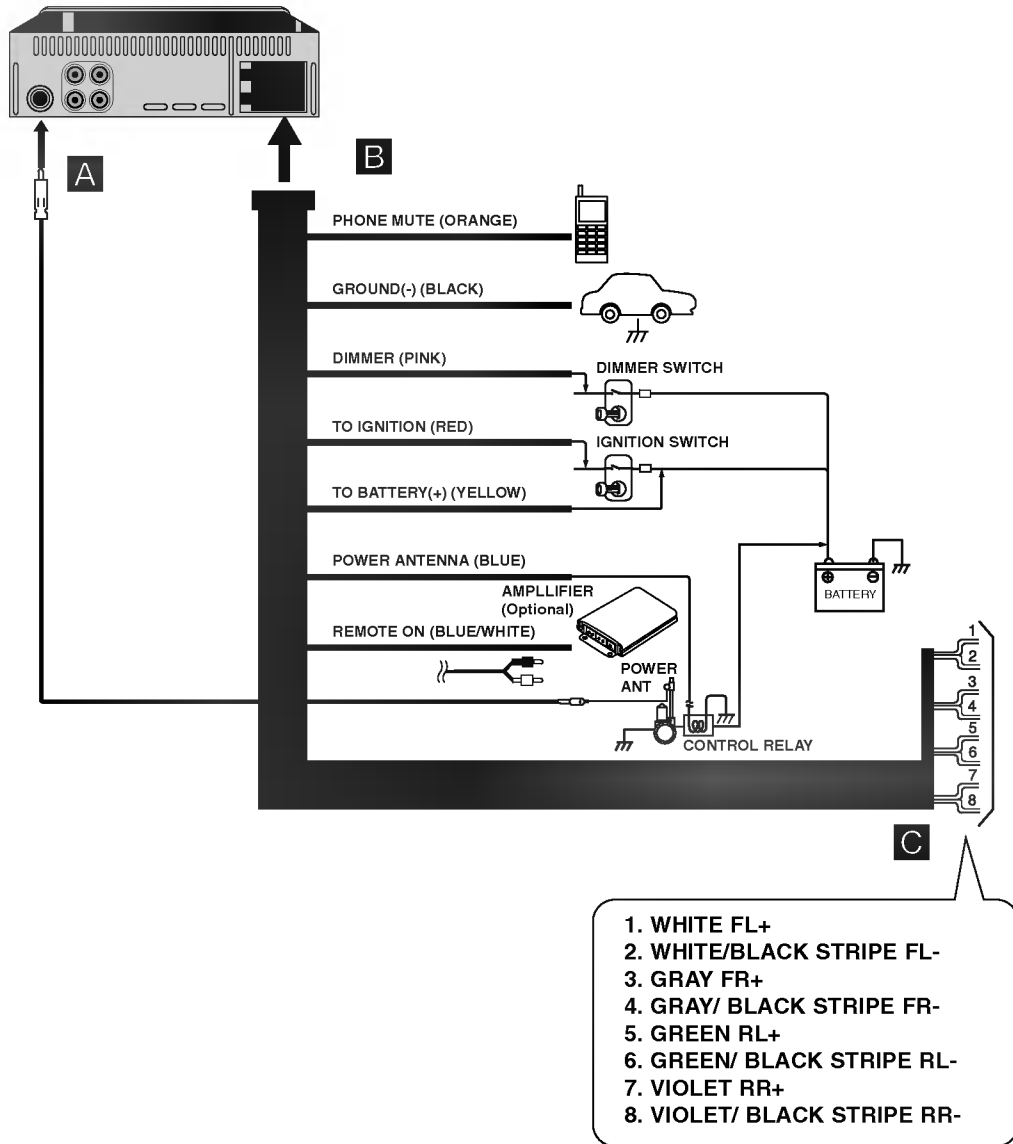 A
B
PHONE MUTE (ORANGE)
GROUND(-) (BLACK)
DIMMER (PINK)
DIMMER SWITCH
TO IGNITION (RED)
IGNITION SWITCH
TO BATTERY(+) (YELLOW)
POWER ANTENNA (BLUE)
BATTERY
AMPLLIFIER
(Optional)
REMOTE ON (BLUE/WHITE)
POWER
ANT
CONTROL RELAY
1
2
3
4
5
6
7
8
C
1. WHITE FL+
2. WHITE/BLACK STRIPE FL-
3. GRAY FR+
4. GRAY/ BLACK STRIPE FR-
5. GREEN RL+
6. GREEN/ BLACK STRIPE RL-
7. VIOLET RR+
8. VIOLET/ BLACK STRIPE RR-